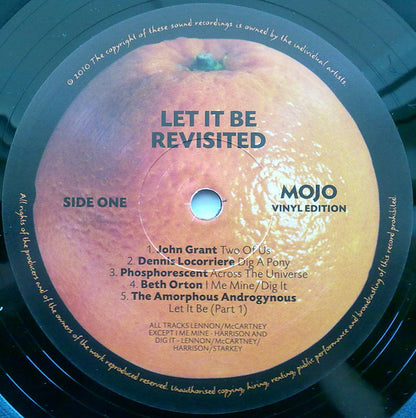 © 2010. The copyright of these sound recordings is owned by the individual artists.
LET IT BE
REVISITED
SIDE ONE
MOJO
VINYL EDITION
1. John Grant Two Of Us
2. Dennis Locorriere Dig A Pony
3. Phosphorescent Across The Universe
4. Beth Orton I Me Mine/Dig It
5. The Amorphous Androgynous
Let It Be (Part 1)
ALL TRACKS LENNON/McCARTNEY
EXCEPT I ME MINE - HARRISON AND
DIG IT - LENNON/McCARTNEY/
HARRISON/STARKEY
All rights of the producers and of the owners of the work reproduced reserved. Unauthorised copying, hiring, renting, public performance and broadcasting of this record prohibited.